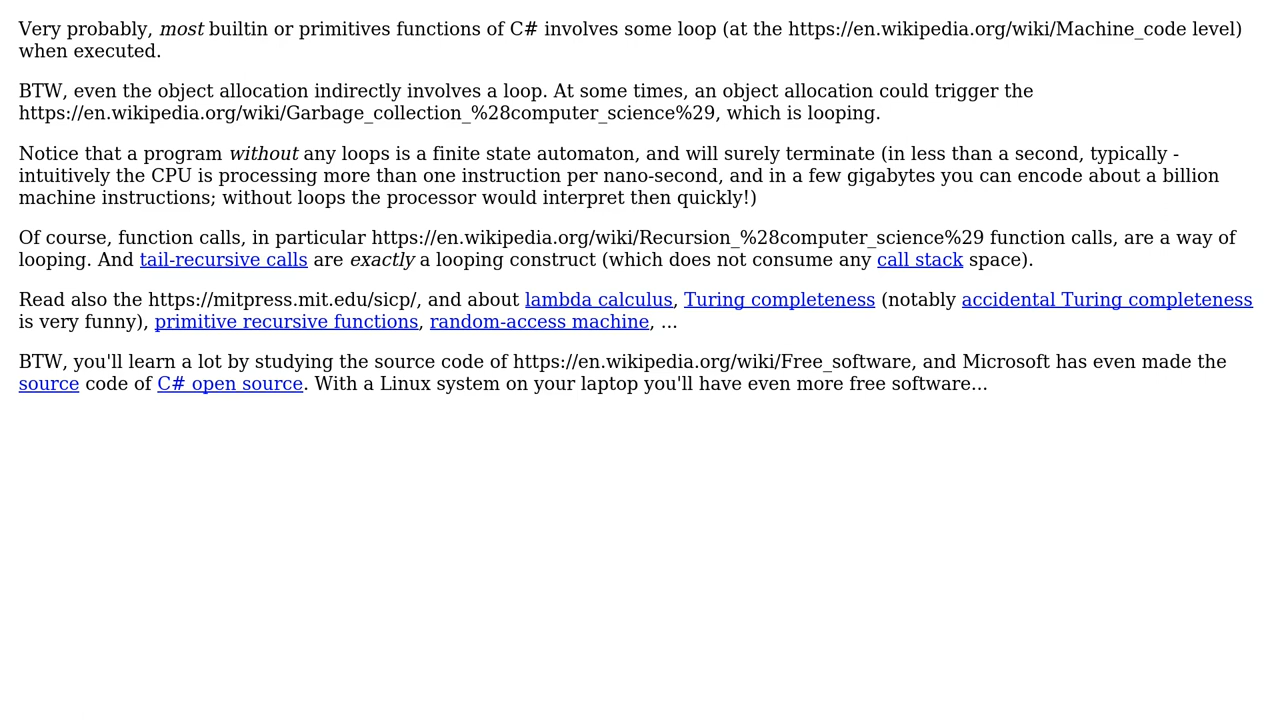 Very probably, most builtin or primitives functions of C# involves some loop (at the https://en.wikipedia.org/wiki/Machine_code level)
when executed.
BTW, even the object allocation indirectly involves a loop. At some times, an object allocation could trigger the
https://en.wikipedia.org/wiki/Garbage_collection_%28computer_science%29, which is looping.
Notice that a program without any loops is a finite state automaton, and will surely terminate (in less than a second, typically -
intuitively the CPU is processing more than one instruction per nano-second, and in a few gigabytes you can encode about a billion
machine instructions; without loops the processor would interpret then quickly!)
Of course, function calls, in particular https://en.wikipedia.org/wiki/Recursion_%28computer_science%29 function calls, are a way of
looping. And tail-recursive calls are exactly a looping construct (which does not consume any call stack space).
Read also the https://mitpress.mit.edu/sicp/, and about lambda calculus, Turing completeness (notably accidental Turing completeness
is very funny), primitive recursive functions, random-access machine, ...
BTW, you'll learn a lot by studying the source code of https://en.wikipedia.org/wiki/Free_software, and Microsoft has even made the
source code of C# open source. With a Linux system on your laptop you'll have even more free software...